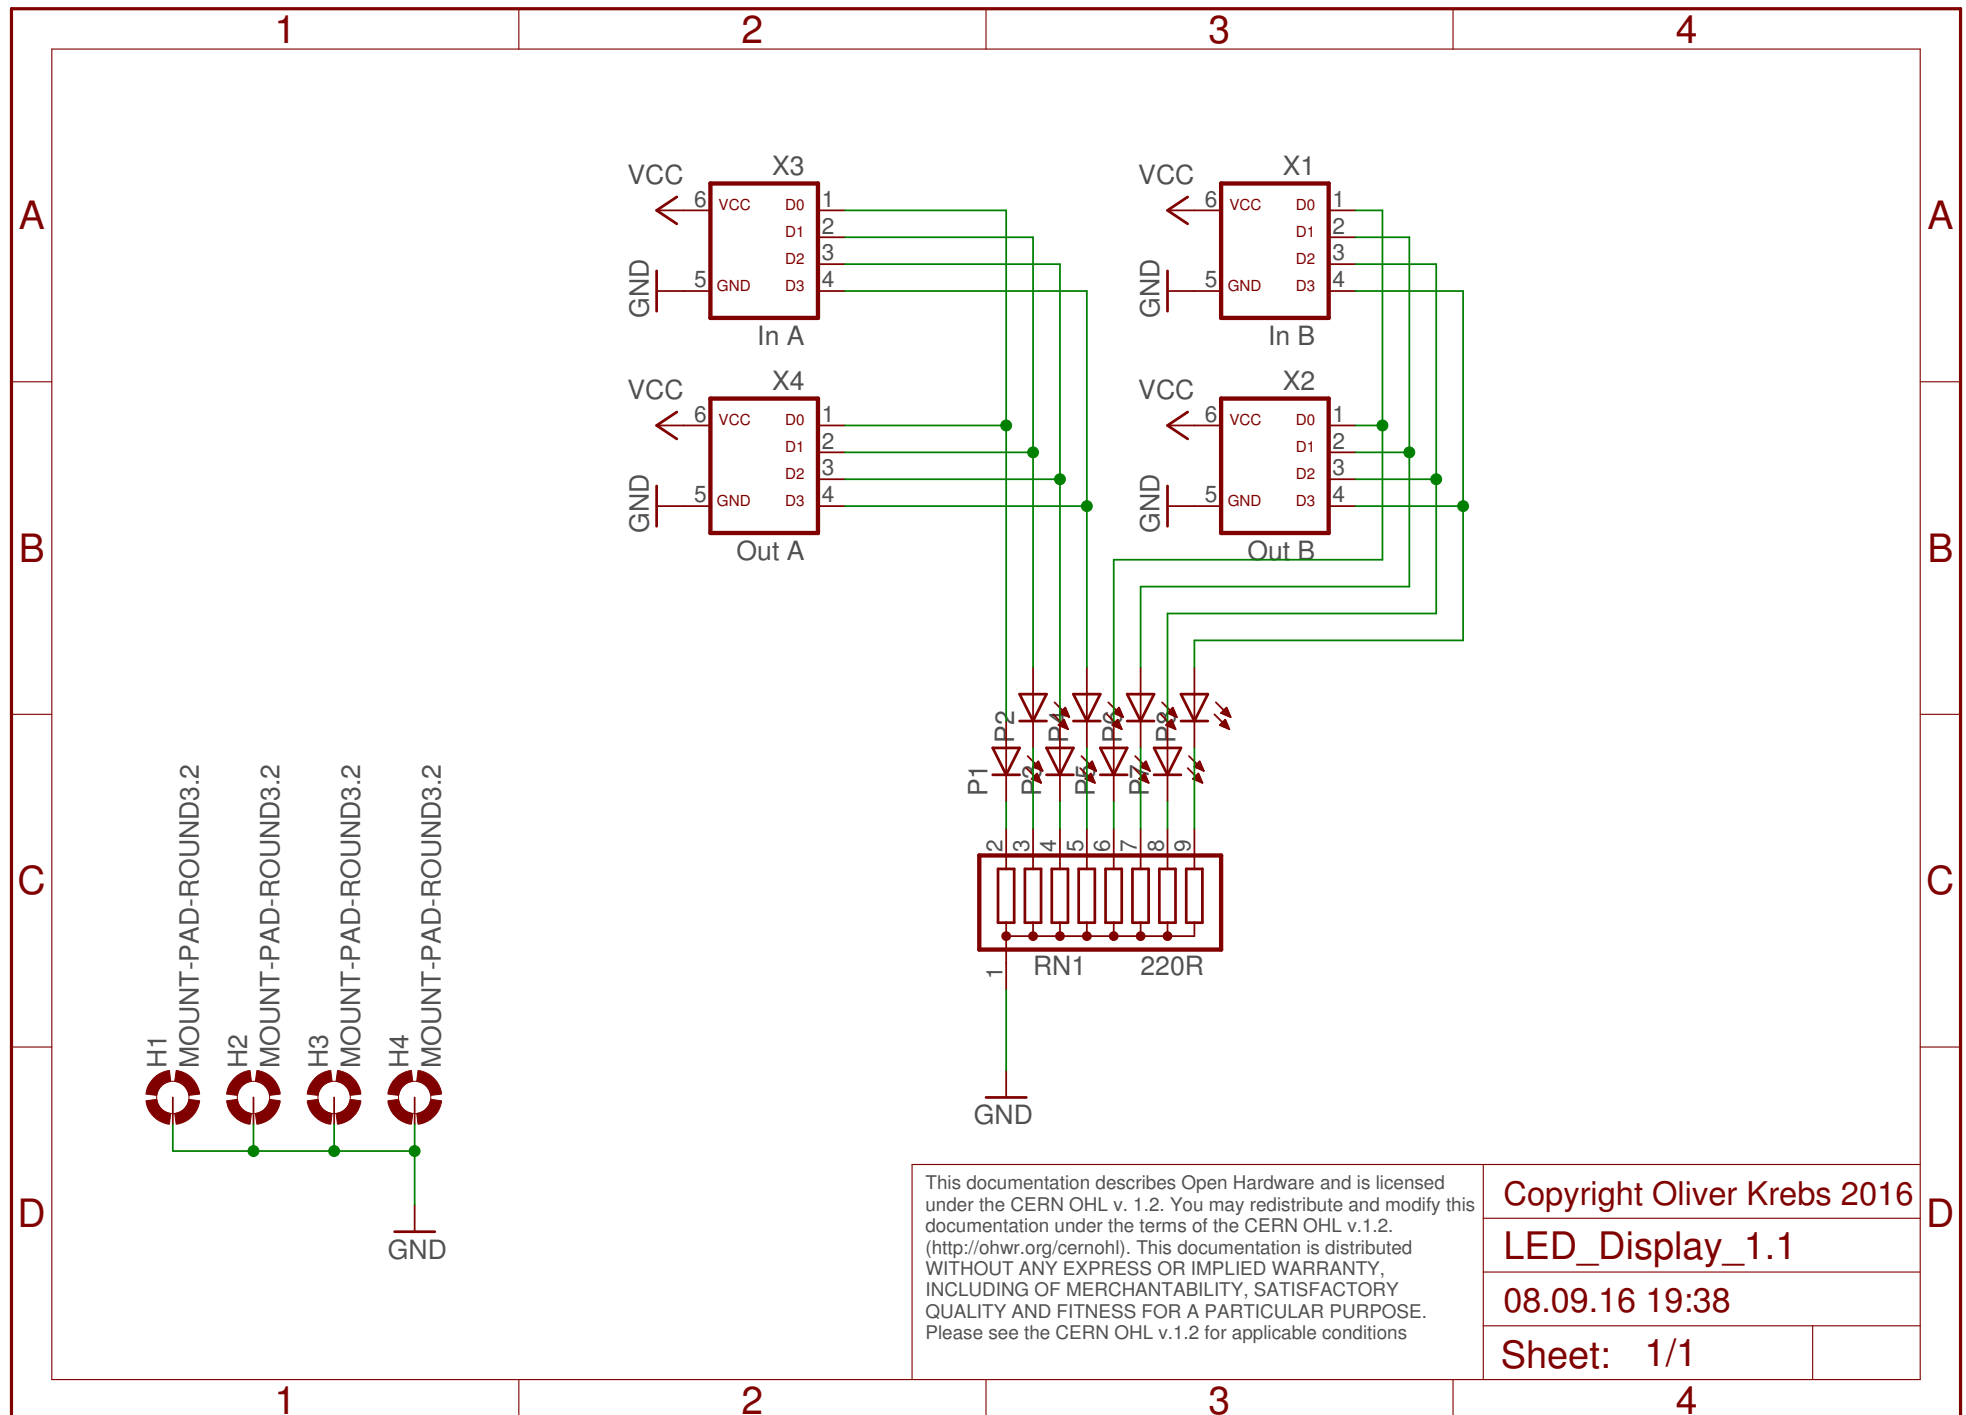 1 2 3 4
A A
X3 X1
VCC VCC
6 VCC D0 1 6 VCC D0 1
D1 2 D1 2
D2 3 D2 3
GND 5 GND D3 4 GND 5 GND D3 4
In A In B
X4 X2
VCC VCC
6 VCC D0 1 6 VCC D0 1
D1 2 D1 2
D2 3 D2 3
GND 5 GND D3 4 GND 5 GND D3 4
B Out A Out B B
P2 P4 P6 P8
P1 P3 P5 P7
2 3 4 5 6 7 8 9
C C
1 RN1 220R
H1 MOUNT-PAD-ROUND3.2
H2 MOUNT-PAD-ROUND3.2
H3 MOUNT-PAD-ROUND3.2
H4 MOUNT-PAD-ROUND3.2
GND
GND
D D
This documentation describes Open Hardware and is licensed
under the CERN OHL v. 1.2. You may redistribute and modify this
documentation under the terms of the CERN OHL v.1.2.
(http://ohwr.org/cernohl). This documentation is distributed
WITHOUT ANY EXPRESS OR IMPLIED WARRANTY,
INCLUDING OF MERCHANTABILITY, SATISFACTORY
QUALITY AND FITNESS FOR A PARTICULAR PURPOSE.
Please see the CERN OHL v.1.2 for applicable conditions
Copyright Oliver Krebs 2016
LED_Display_1.1
08.09.16 19:38
Sheet: 1/1
1 2 3 4